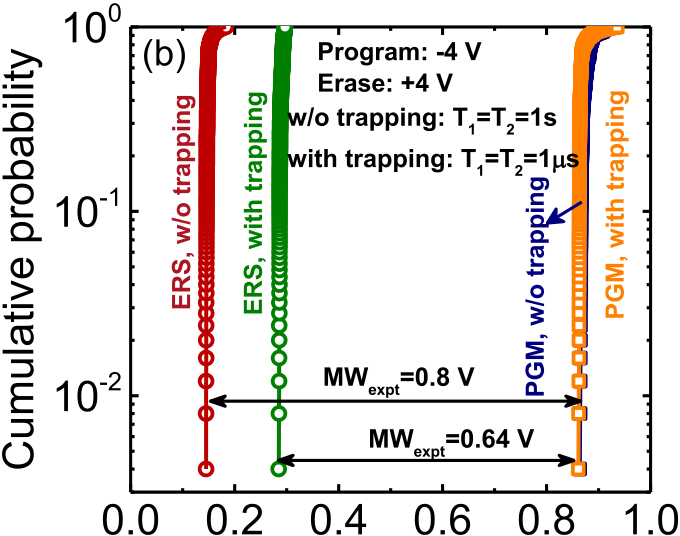 10⁰
(b)
Program: -4 V
Erase: +4 V
w/o trapping: T₁=T₂=1s
with trapping: T₁=T₂=1μs
ERS, w/o trapping
ERS, with trapping
PGM, w/o trapping
PGM, with trapping
Cumulative probability
10⁻¹
MWexpt=0.8 V
10⁻²
MWexpt=0.64 V
0.0 0.2 0.4 0.6 0.8 1.0